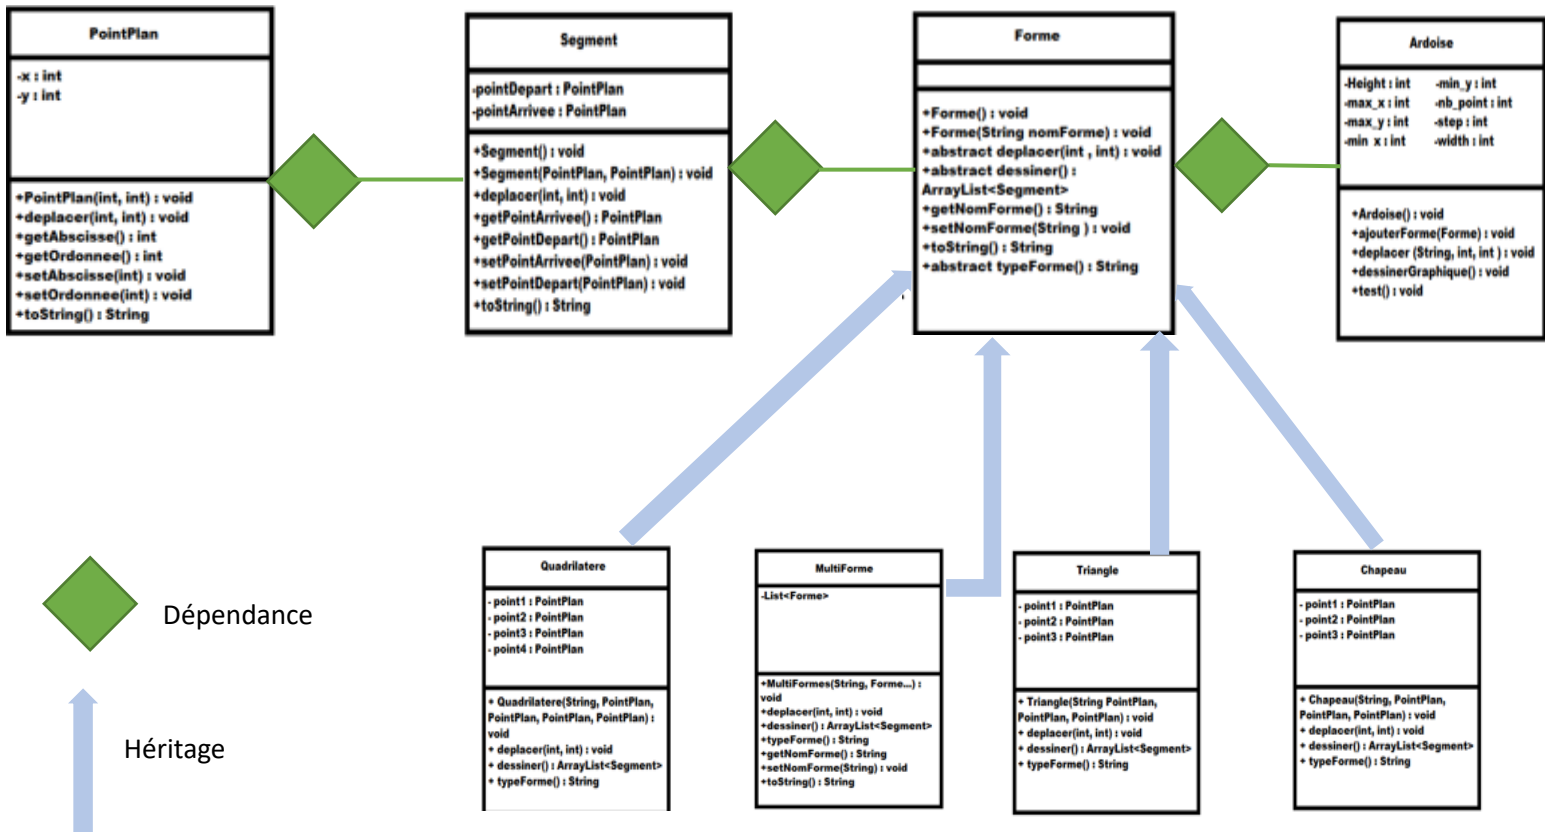 PointPlan
-x : int
-y : int
+PointPlan(int, int) : void
+deplacer(int, int) : void
+getAbscisse() : int
+getOrdonnee() : int
+setAbscisse(int) : void
+setOrdonnee(int) : void
+toString() : String
Segment
-pointDepart : PointPlan
-pointArrivee : PointPlan
+Segment() : void
+Segment(PointPlan, PointPlan) : void
+deplacer(int, int) : void
+getPointArrivee() : PointPlan
+getPointDepart() : PointPlan
+setPointArrivee(PointPlan) : void
+setPointDepart(PointPlan) : void
+toString() : String
Forme
+Forme() : void
+Forme(String nomForme) : void
+abstract deplacer(int , int) : void
+abstract dessiner() :
ArrayList<Segment>
+getNomForme() : String
+setNomForme(String ) : void
+toString() : String
+abstract typeForme() : String
Ardoise
-Height : int -min_y : int
-max_x : int -nb_point : int
-max_y : int -step : int
-min_x : int -width : int
+Ardoise() : void
+ajouterForme(Forme) : void
+deplacer (String, int, int ) : void
+dessinerGraphique() : void
+test() : void
Quadrilatere
- point1 : PointPlan
- point2 : PointPlan
- point3 : PointPlan
- point4 : PointPlan
+ Quadrilatere(String, PointPlan,
PointPlan, PointPlan, PointPlan) :
void
+ deplacer(int, int) : void
+ dessiner() : ArrayList<Segment>
+ typeForme() : String
MultiForme
-List<Forme>
+MultiFormes(String, Forme...) :
void
+deplacer(int, int) : void
+dessiner() : ArrayList<Segment>
+typeForme() : String
+getNomForme() : String
+setNomForme(String) : void
+toString() : String
Triangle
- point1 : PointPlan
- point2 : PointPlan
- point3 : PointPlan
+ Triangle(String PointPlan,
PointPlan, PointPlan) : void
+ deplacer(int, int) : void
+ dessiner() : ArrayList<Segment>
+ typeForme() : String
Chapeau
- point1 : PointPlan
- point2 : PointPlan
- point3 : PointPlan
+ Chapeau(String, PointPlan,
PointPlan, PointPlan) : void
+ deplacer(int, int) : void
+ dessiner() : ArrayList<Segment>
+ typeForme() : String
Dépendance
Héritage